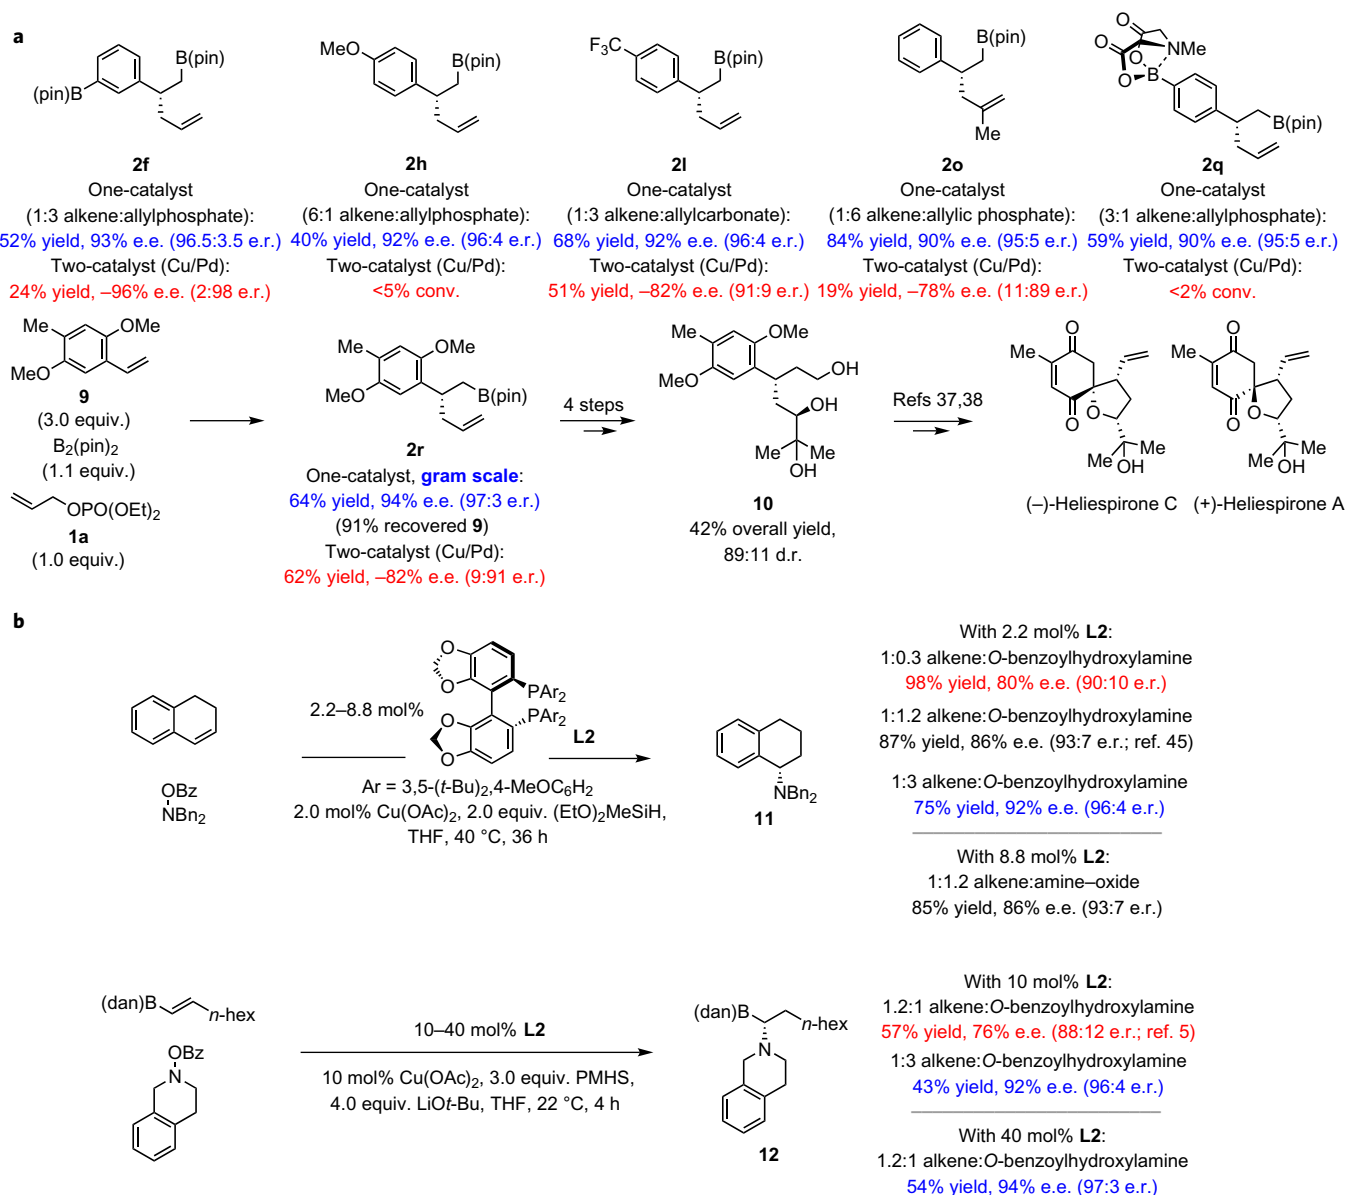 a
B(pin)
(pin)B
2f
One-catalyst
(1:3 alkene:allylphosphate):
52% yield, 93% e.e. (96.5:3.5 e.r.)
Two-catalyst (Cu/Pd):
24% yield, –96% e.e. (2:98 e.r.)
MeO
B(pin)
2h
One-catalyst
(6:1 alkene:allylphosphate):
40% yield, 92% e.e. (96:4 e.r.)
Two-catalyst (Cu/Pd):
<5% conv.
F3C
B(pin)
2l
One-catalyst
(1:3 alkene:allylcarbonate):
68% yield, 92% e.e. (96:4 e.r.)
Two-catalyst (Cu/Pd):
51% yield, –82% e.e. (91:9 e.r.)
B(pin)
Me
2o
One-catalyst
(1:6 alkene:allylic phosphate):
84% yield, 90% e.e. (95:5 e.r.)
Two-catalyst (Cu/Pd):
19% yield, –78% e.e. (11:89 e.r.)
O
O
NMe
O
O
B
B(pin)
2q
One-catalyst
(3:1 alkene:allylphosphate):
59% yield, 90% e.e. (95:5 e.r.)
Two-catalyst (Cu/Pd):
<2% conv.
Me
OMe
MeO
9
(3.0 equiv.)
B2(pin)2
(1.1 equiv.)
OPO(OEt)2
1a
(1.0 equiv.)
Me
OMe
MeO
B(pin)
2r
One-catalyst, gram scale:
64% yield, 94% e.e. (97:3 e.r.)
(91% recovered 9)
Two-catalyst (Cu/Pd):
62% yield, –82% e.e. (9:91 e.r.)
4 steps
Me
OMe
MeO
OH
OH
Me
Me
OH
10
42% overall yield,
89:11 d.r.
Refs 37,38
O
Me
O
O
Me
Me
OH
(–)-Heliespirone C
O
Me
O
O
Me
Me
OH
(+)-Heliespirone A
b
OBz
NBn2
2.2–8.8 mol%
O
O
PAr2
O
PAr2
O
L2
Ar = 3,5-(t-Bu)2,4-MeOC6H2
2.0 mol% Cu(OAc)2, 2.0 equiv. (EtO)2MeSiH,
THF, 40 °C, 36 h
NBn2
11
With 2.2 mol% L2:
1:0.3 alkene:O-benzoylhydroxylamine
98% yield, 80% e.e. (90:10 e.r.)
1:1.2 alkene:O-benzoylhydroxylamine
87% yield, 86% e.e. (93:7 e.r.; ref. 45)
1:3 alkene:O-benzoylhydroxylamine
75% yield, 92% e.e. (96:4 e.r.)
With 8.8 mol% L2:
1:1.2 alkene:amine–oxide
85% yield, 86% e.e. (93:7 e.r.)
(dan)B
n-hex
OBz
N
10–40 mol% L2
10 mol% Cu(OAc)2, 3.0 equiv. PMHS,
4.0 equiv. LiOt-Bu, THF, 22 °C, 4 h
(dan)B
n-hex
N
12
With 10 mol% L2:
1.2:1 alkene:O-benzoylhydroxylamine
57% yield, 76% e.e. (88:12 e.r.; ref. 5)
1:3 alkene:O-benzoylhydroxylamine
43% yield, 92% e.e. (96:4 e.r.)
With 40 mol% L2:
1.2:1 alkene:O-benzoylhydroxylamine
54% yield, 94% e.e. (97:3 e.r.)